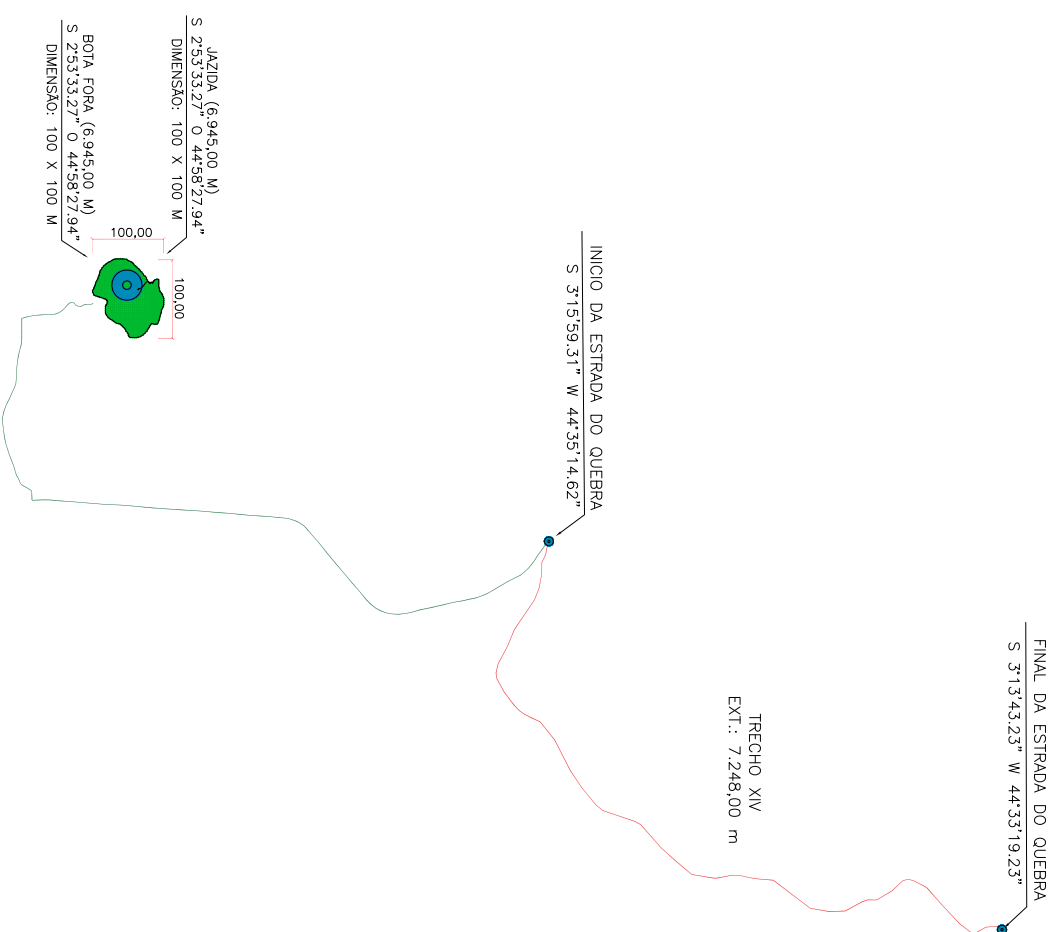 JAZIDA (6.945,00 M)
S 2°53'33.27" O 44°58'27.94"
DIMENSÃO: 100 X 100 M
BOTA FORA (6.945,00 M)
S 2°53'33.27" O 44°58'27.94"
DIMENSÃO: 100 X 100 M
100,00
100,00
INICIO DA ESTRADA DO QUEBRA
S 3°15'59.31" W 44°35'14.62"
TRECHO XIV
EXT.: 7.248,00 m
FINAL DA ESTRADA DO QUEBRA
S 3°13'43.23" W 44°33'19.23"